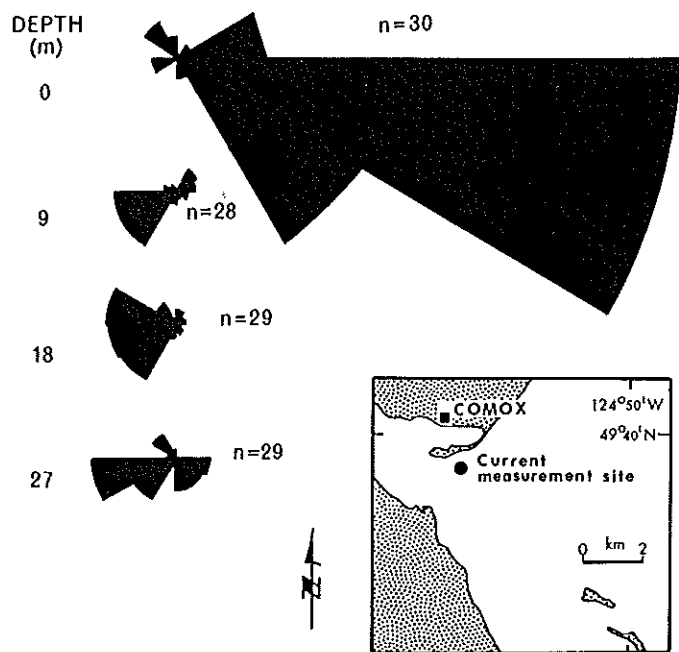 DEPTH
(m)
n=30
0
n=28
9
n=29
18
n=29
27
N
COMOX
124°50'W
49°40'N
Current
measurement site
km
0 2